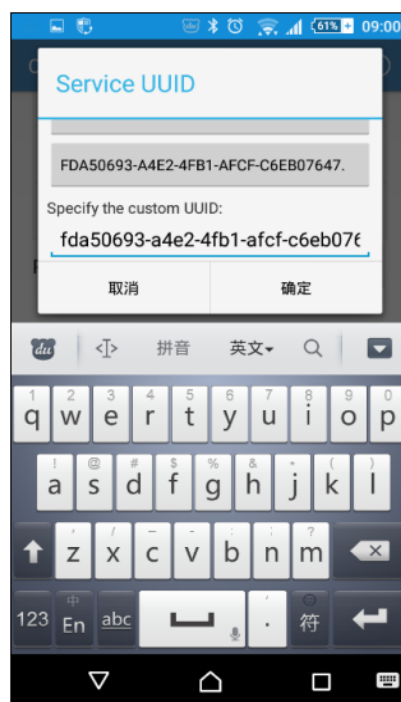 61% 09:00
Service UUID
FDA50693-A4E2-4FB1-AFCF-C6EB07647.
Specify the custom UUID:
fda50693-a4e2-4fb1-afcf-c6eb076
取消 确定
du 拼音 英文
1 2 3 4 5 6 7 8 9 0
q w e r t y u i o p
! @ # $ % & * ( )
a s d f g h j k l
z x c v b n m
中
123 En abc 符